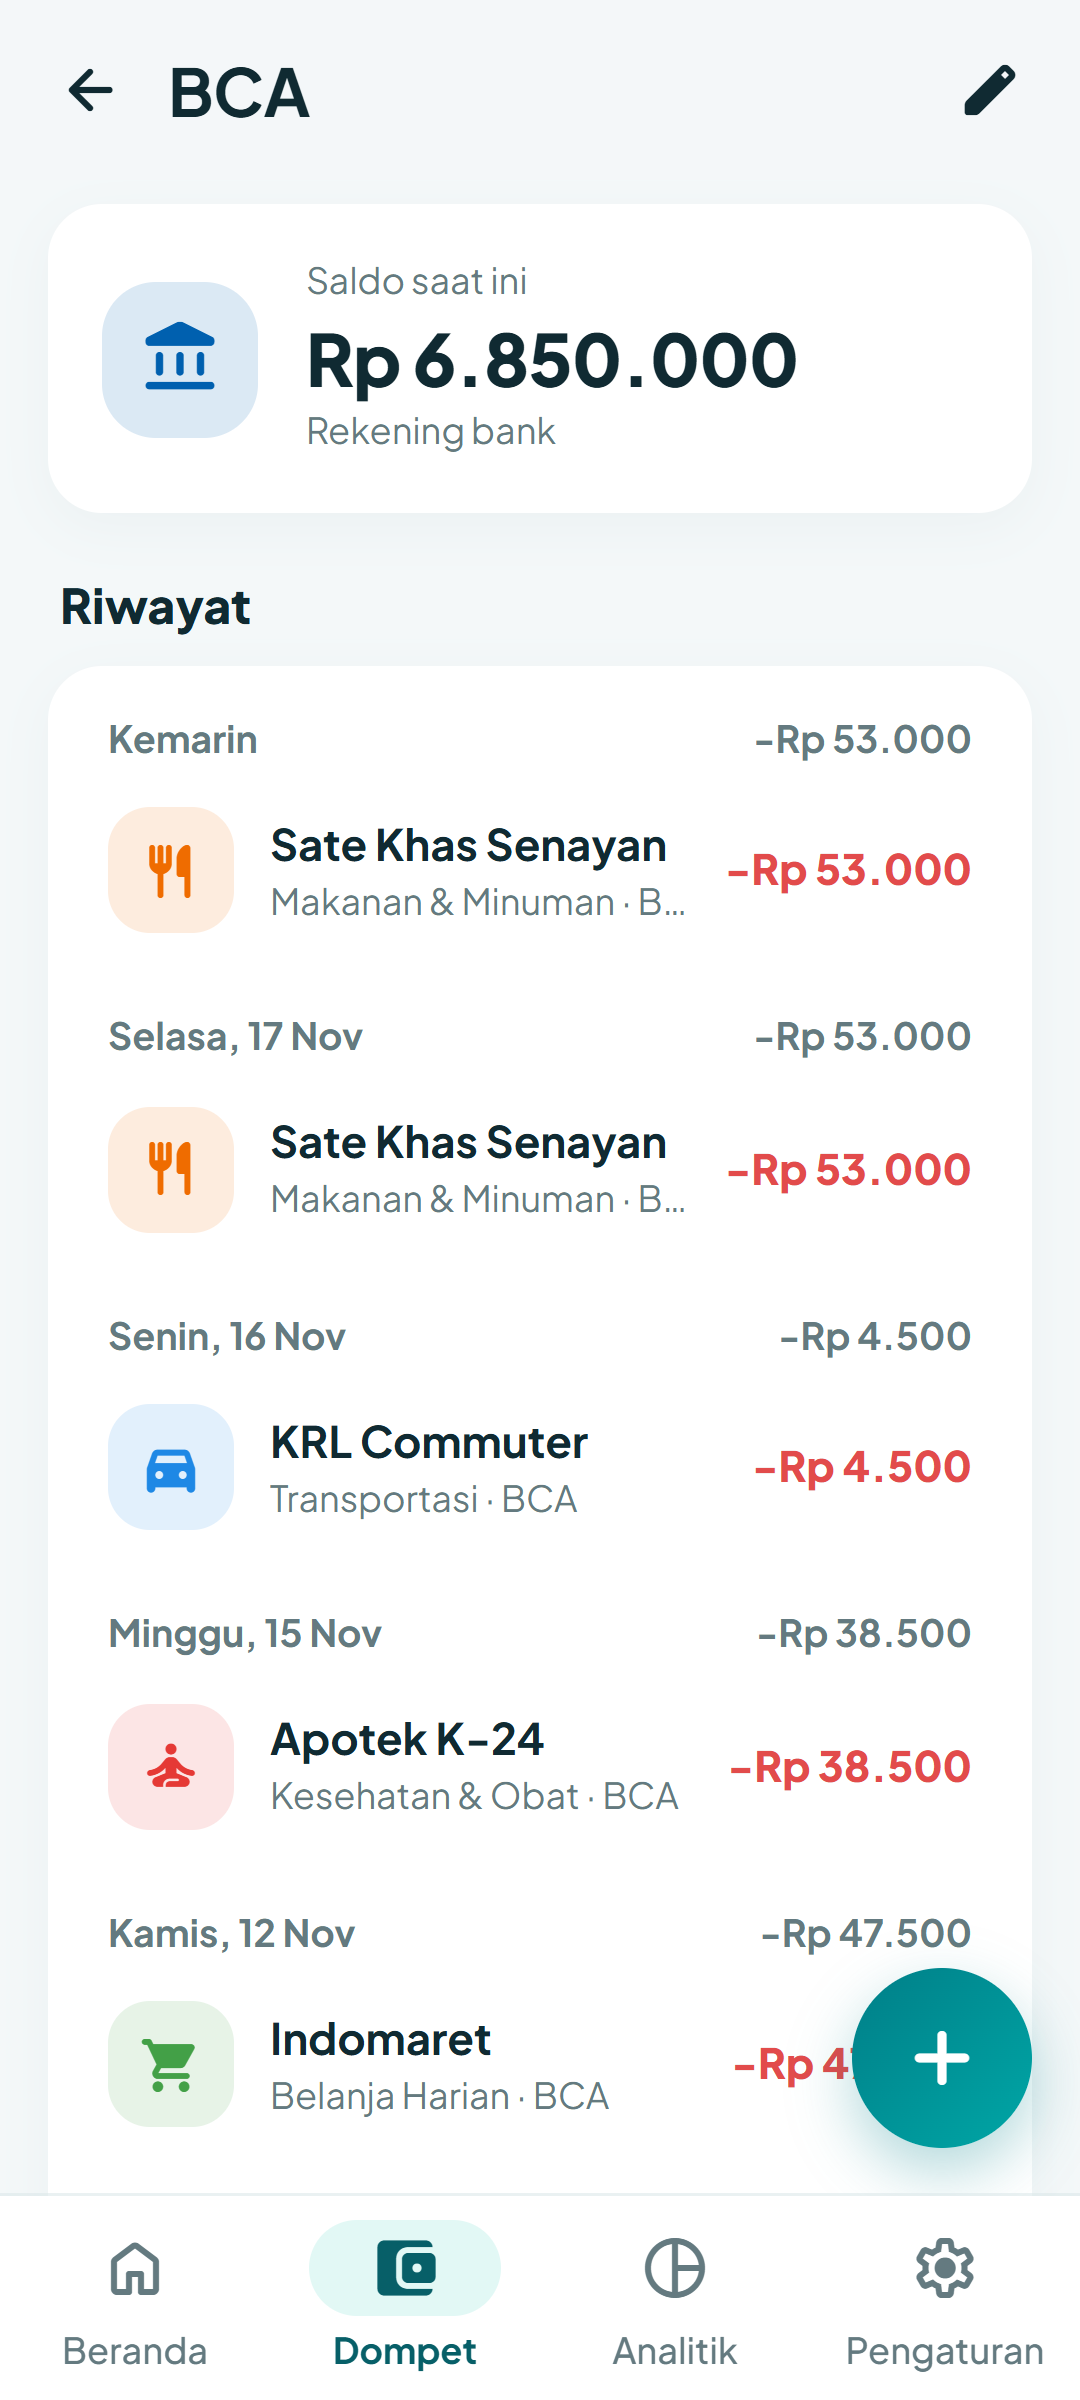 BCA
Saldo saat ini
Rp 6.850.000
Rekening bank
Riwayat
Kemarin -Rp 53.000
Sate Khas Senayan
Makanan & Minuman · B...
-Rp 53.000
Selasa, 17 Nov -Rp 53.000
Sate Khas Senayan
Makanan & Minuman · B...
-Rp 53.000
Senin, 16 Nov -Rp 4.500
KRL Commuter
Transportasi · BCA
-Rp 4.500
Minggu, 15 Nov -Rp 38.500
Apotek K-24
Kesehatan & Obat · BCA
-Rp 38.500
Kamis, 12 Nov -Rp 47.500
Indomaret
Belanja Harian · BCA
-Rp
Beranda
Dompet
Analitik
Pengaturan